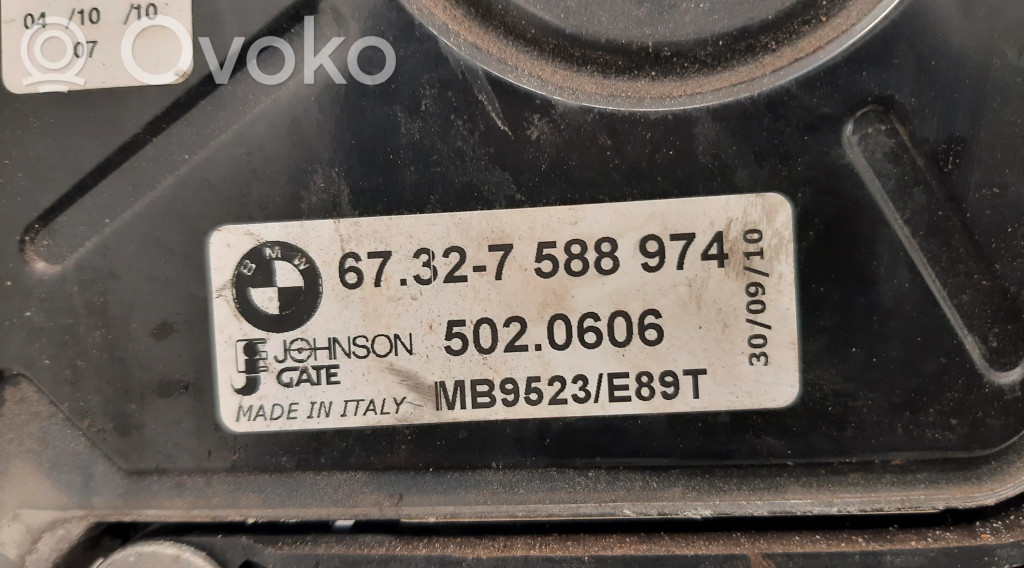 04 /10 /10
07
Ovoko
BMW
67.32-7 588 974
30/09/10
JOHNSON
GATE
502.0606
MADE IN ITALY
MB9523/E89T